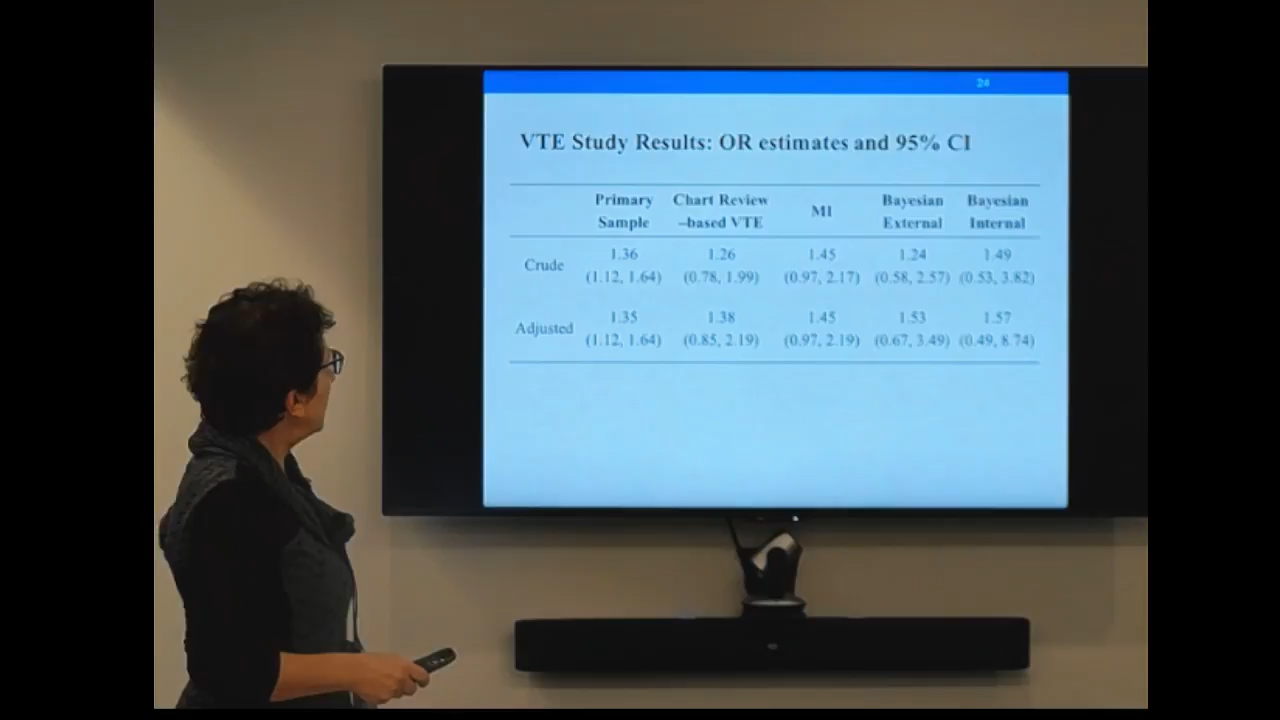 24
VTE Study Results: OR estimates and 95% CI
Primary Sample Chart Review –based VTE MI Bayesian External Bayesian Internal
Crude 1.36 1.26 1.45 1.24 1.49
(1.12, 1.64) (0.78, 1.99) (0.97, 2.17) (0.58, 2.57) (0.53, 3.82)
Adjusted 1.35 1.38 1.45 1.53 1.57
(1.12, 1.64) (0.85, 2.19) (0.97, 2.19) (0.67, 3.49) (0.49, 8.74)